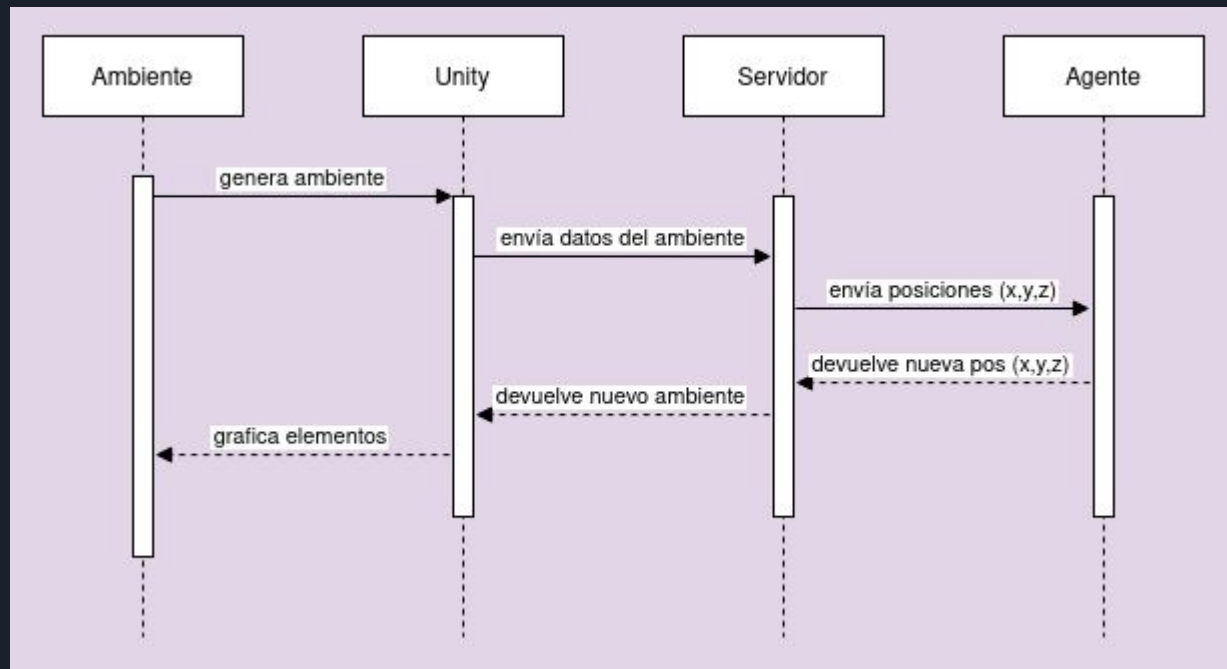 Ambiente
Unity
Servidor
Agente
genera ambiente
envía datos del ambiente
envía posiciones (x,y,z)
devuelve nueva pos (x,y,z)
devuelve nuevo ambiente
grafica elementos